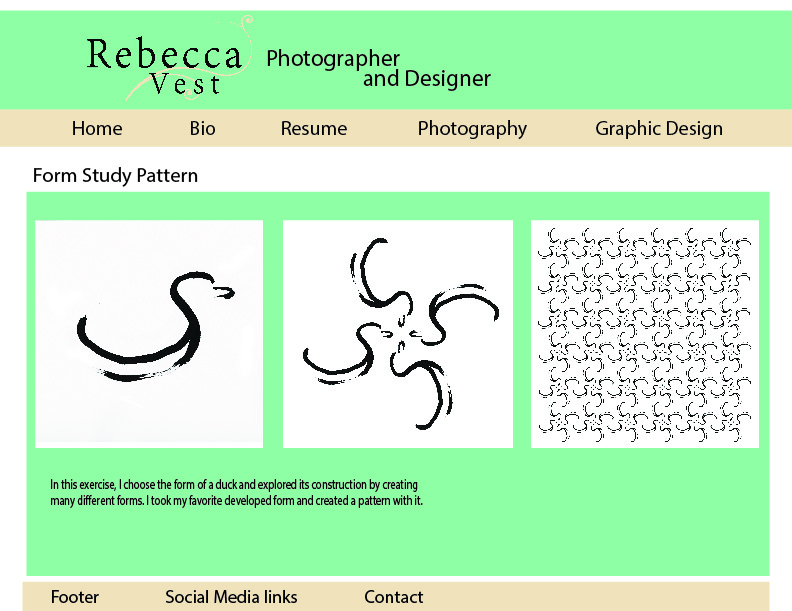 Rebecca
Vest
Photographer
and Designer
Home Bio Resume Photography Graphic Design
Form Study Pattern
In this exercise, I choose the form of a duck and explored its construction by creating
many different forms. I took my favorite developed form and created a pattern with it.
Footer Social Media links Contact